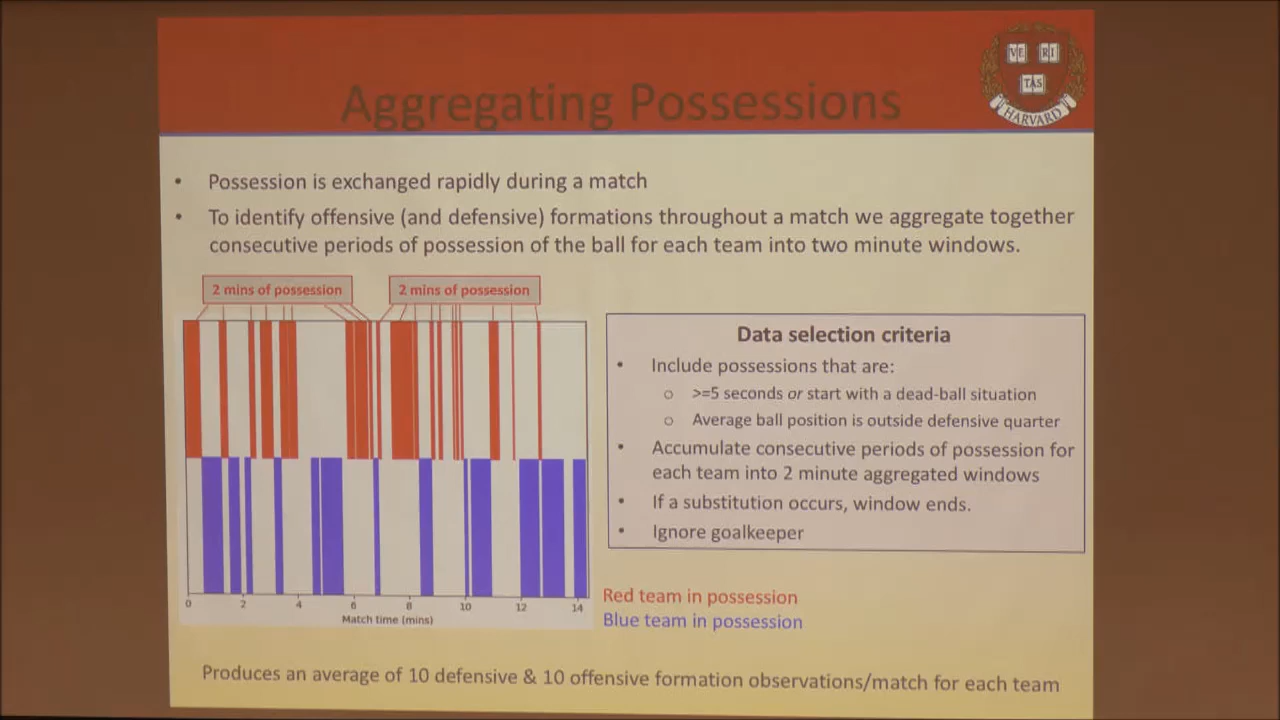 Aggregating Possessions
VE RI
TAS
HARVARD
• Possession is exchanged rapidly during a match
• To identify offensive (and defensive) formations throughout a match we aggregate together
consecutive periods of possession of the ball for each team into two minute windows.
2 mins of possession
2 mins of possession
0 2 4 6 8 10 12 14
Match time (mins)
Data selection criteria
• Include possessions that are:
o >=5 seconds or start with a dead-ball situation
o Average ball position is outside defensive quarter
• Accumulate consecutive periods of possession for
each team into 2 minute aggregated windows
• If a substitution occurs, window ends.
• Ignore goalkeeper
Red team in possession
Blue team in possession
Produces an average of 10 defensive & 10 offensive formation observations/match for each team